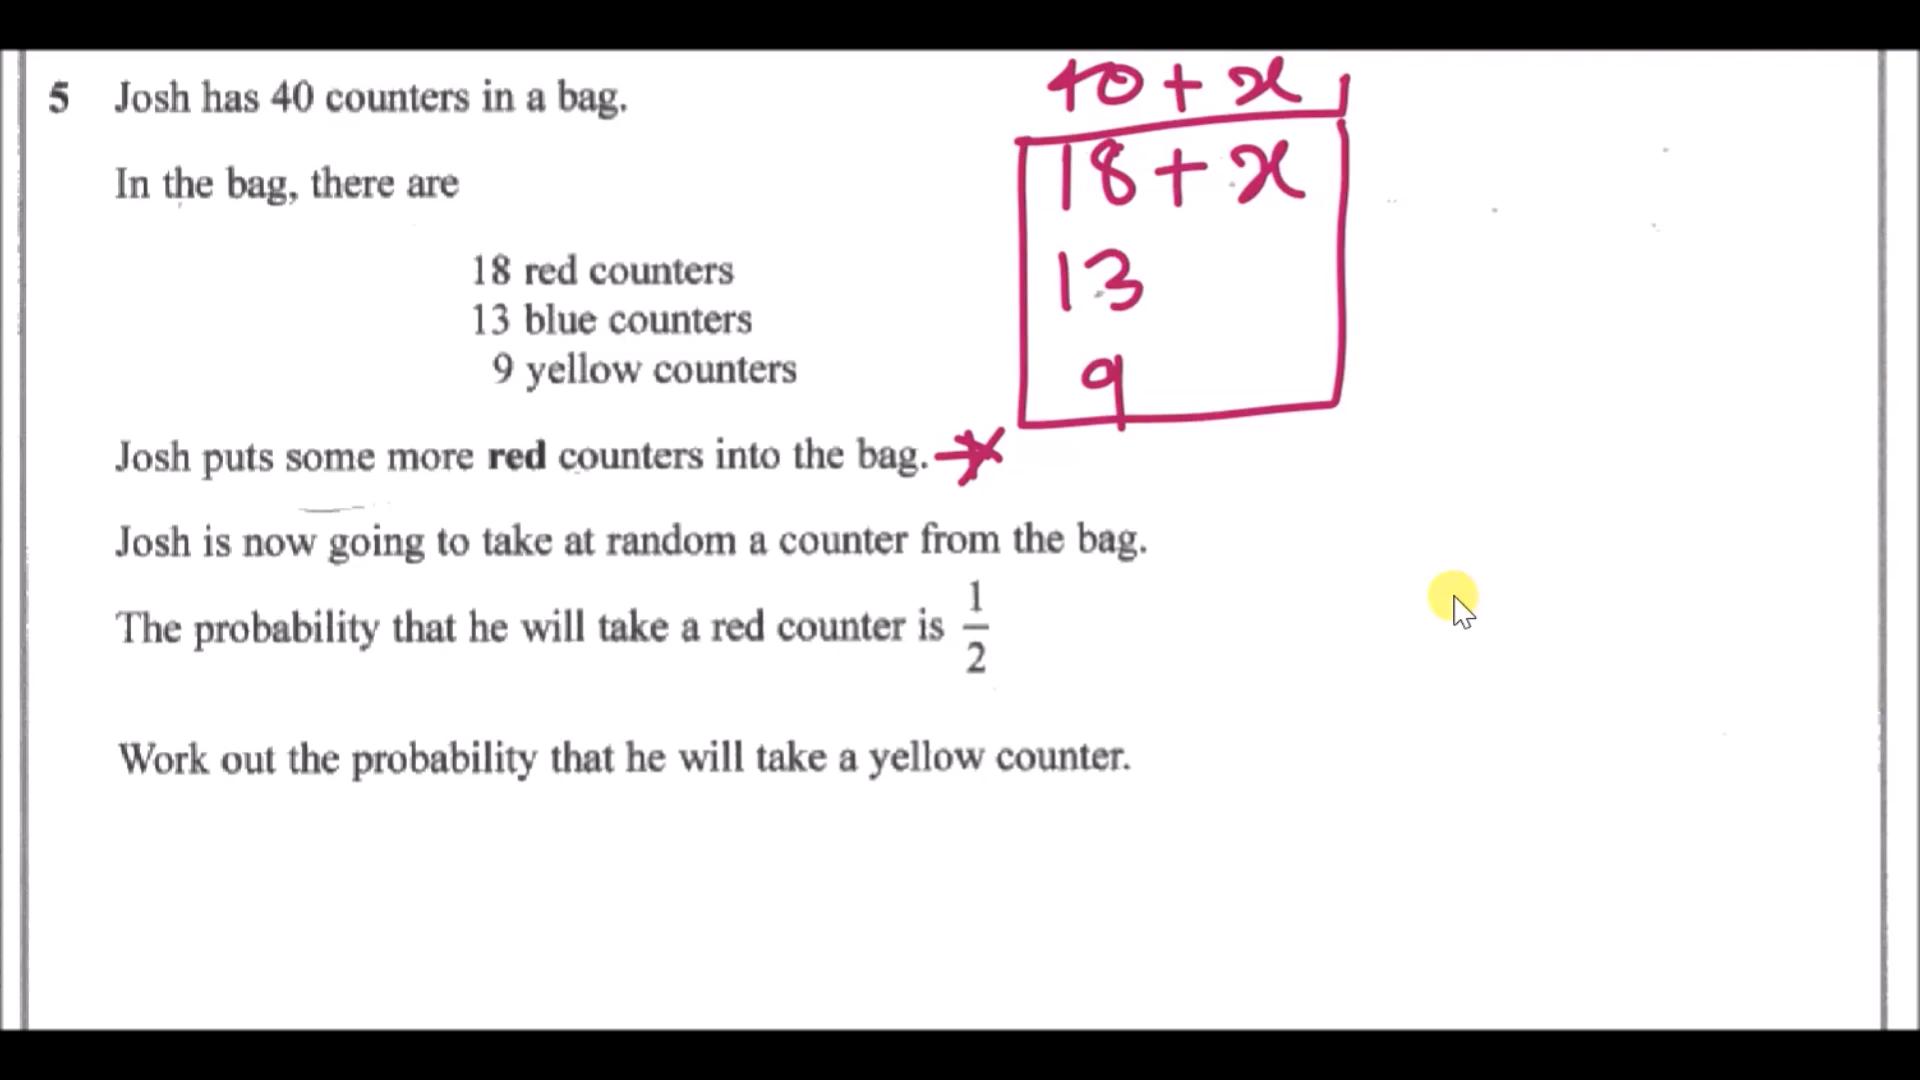 5 Josh has 40 counters in a bag.
40 + x
In the bag, there are
18 + x
18 red counters
13
13 blue counters
9 yellow counters
9
Josh puts some more red counters into the bag.
Josh is now going to take at random a counter from the bag.
The probability that he will take a red counter is 1/2
Work out the probability that he will take a yellow counter.